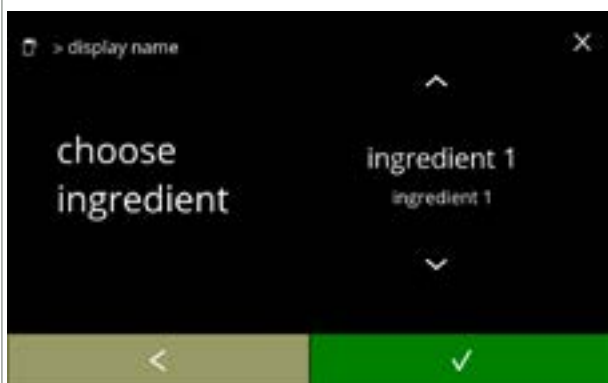 > display name
choose
ingredient
ingredient 1
ingredient 1